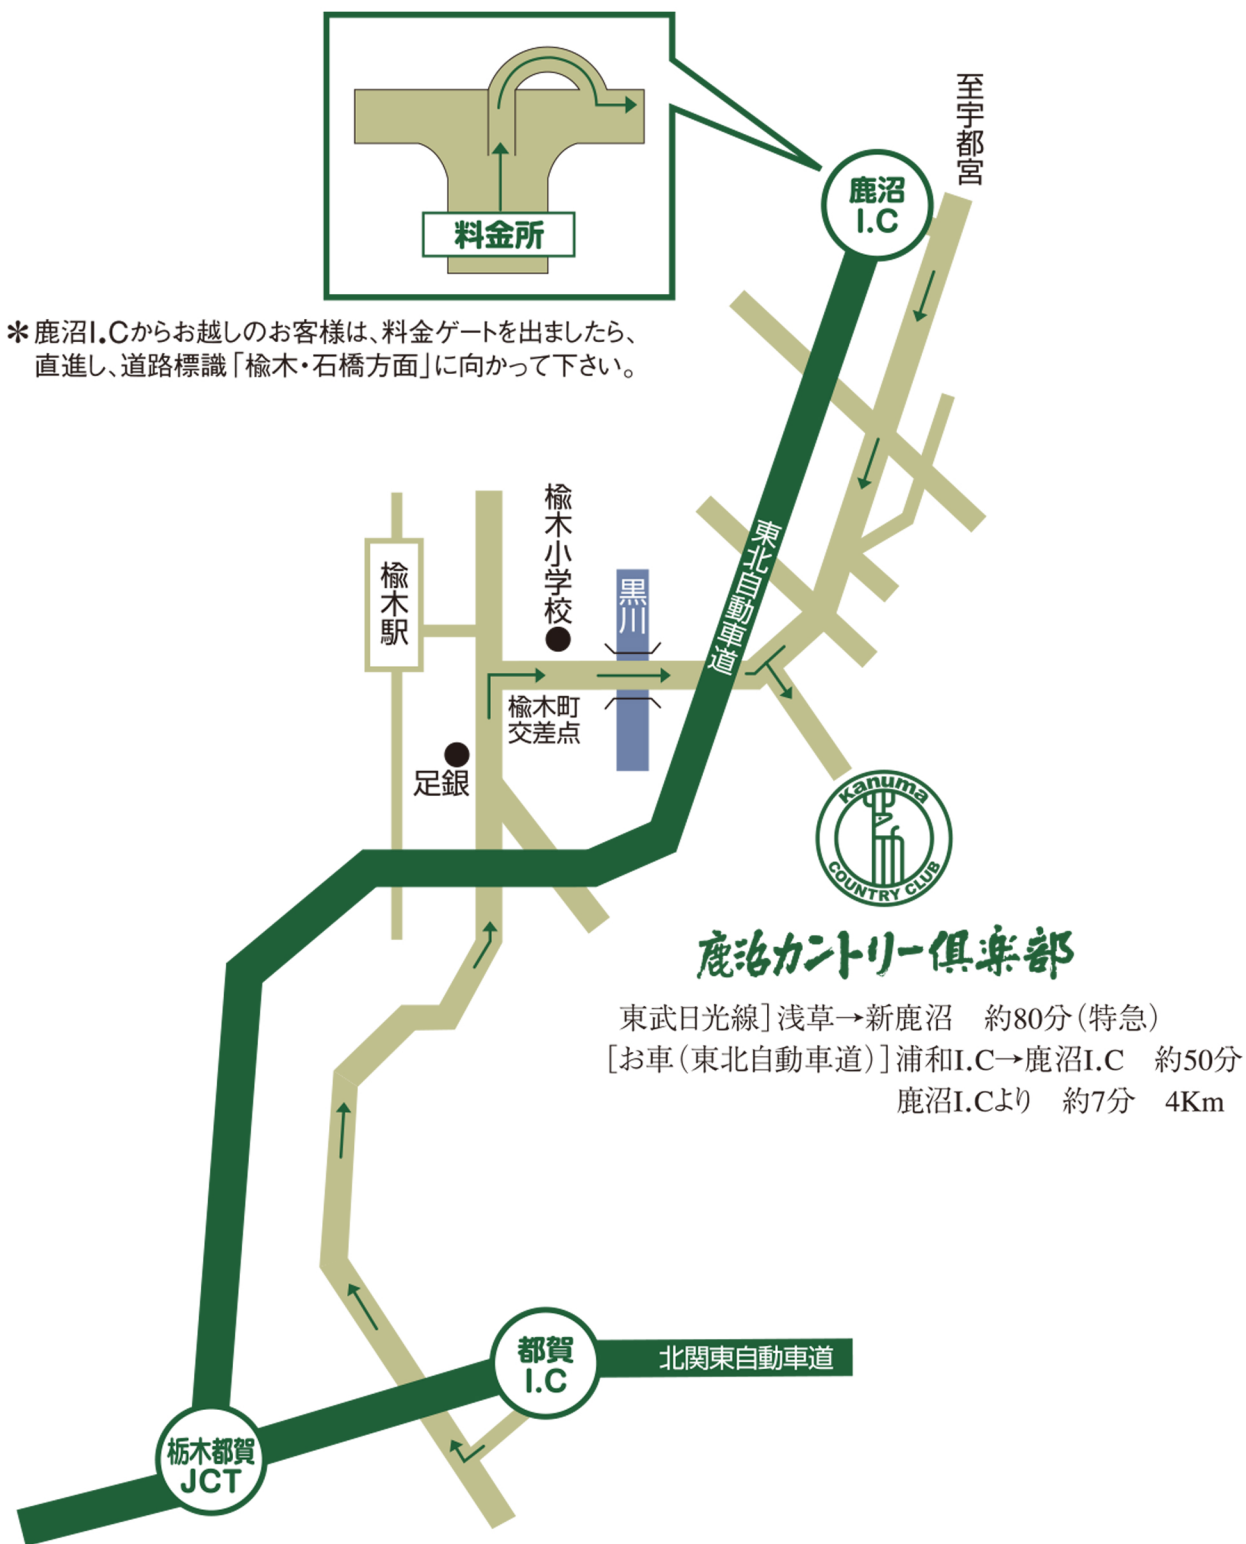 至宇都宮
鹿沼
I.C
料金所
＊鹿沼I.Cからお越しのお客様は、料金ゲートを出ましたら、
直進し、道路標識「楡木・石橋方面」に向かって下さい。
東北自動車道
楡木小学校
黒川
楡木駅
楡木町
交差点
足銀
Kanuma
COUNTRY CLUB
鹿沼カントリー倶楽部
東武日光線］浅草→新鹿沼　約80分（特急）
［お車（東北自動車道）］浦和I.C→鹿沼I.C　約50分
鹿沼I.Cより　約7分　4Km
都賀
I.C
北関東自動車道
栃木都賀
JCT